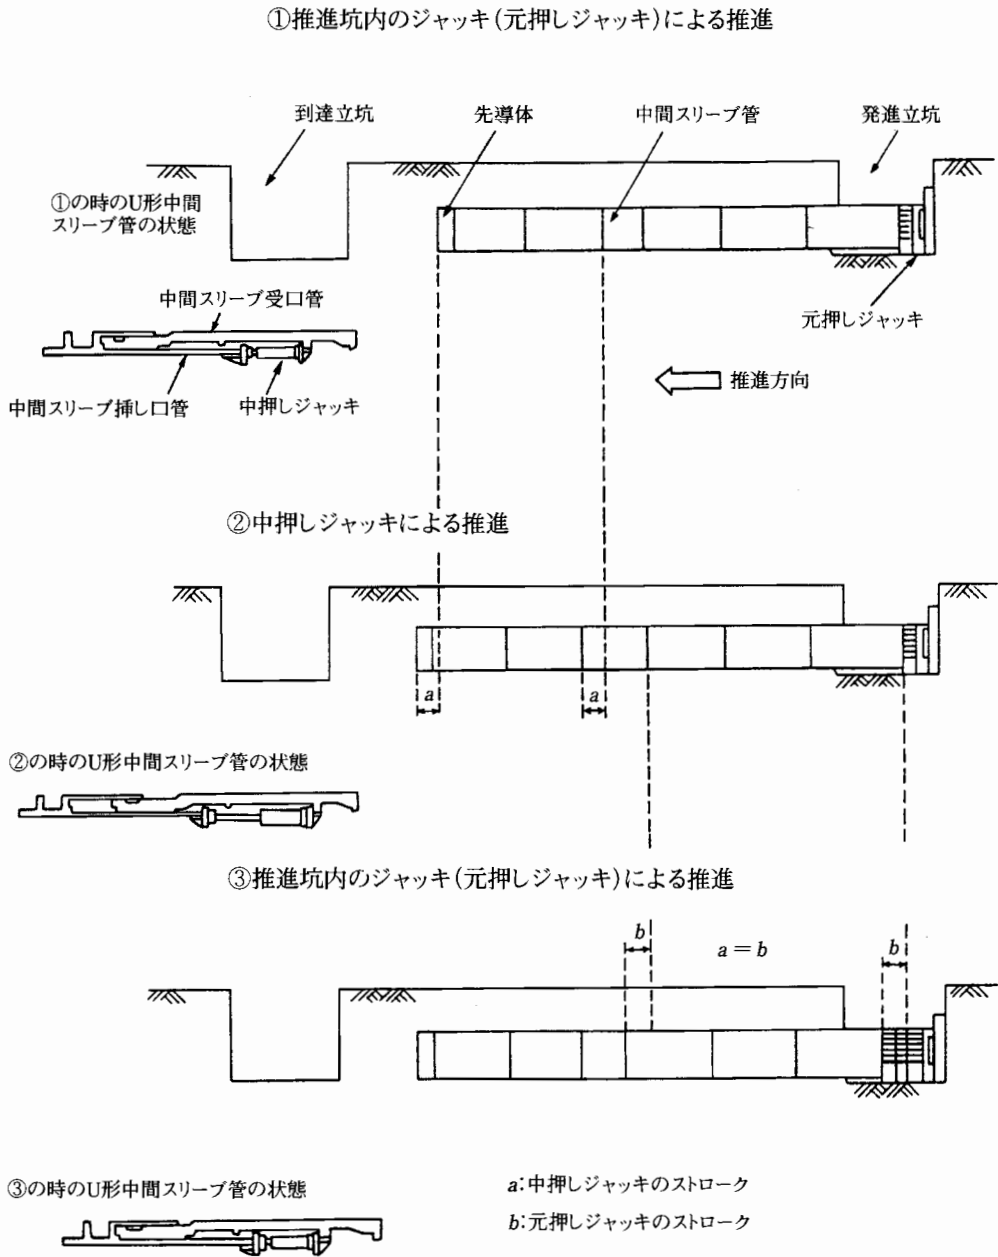 ①推進坑内のジャッキ(元押しジャッキ)による推進
到達立坑
先導体
中間スリーブ管
発進立坑
①の時のU形中間
スリーブ管の状態
中間スリーブ受口管
元押しジャッキ
推進方向
中間スリーブ挿し口管
中押しジャッキ
②中押しジャッキによる推進
a
a
②の時のU形中間スリーブ管の状態
③推進坑内のジャッキ(元押しジャッキ)による推進
b
a=b
b
③の時のU形中間スリーブ管の状態
a:中押しジャッキのストローク
b:元押しジャッキのストローク